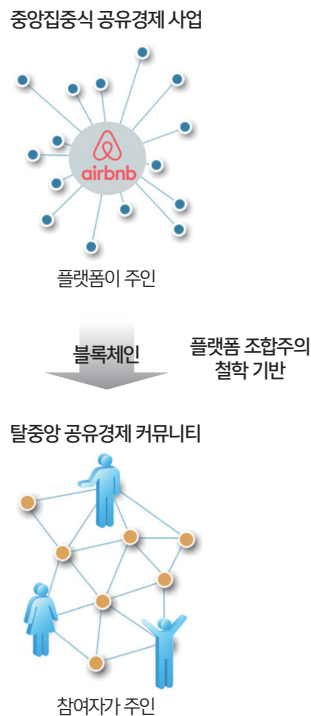 중앙집중식 공유경제 사업
airbnb
플랫폼이 주인
블록체인
플랫폼 조합주의
철학 기반
탈중앙 공유경제 커뮤니티
참여자가 주인